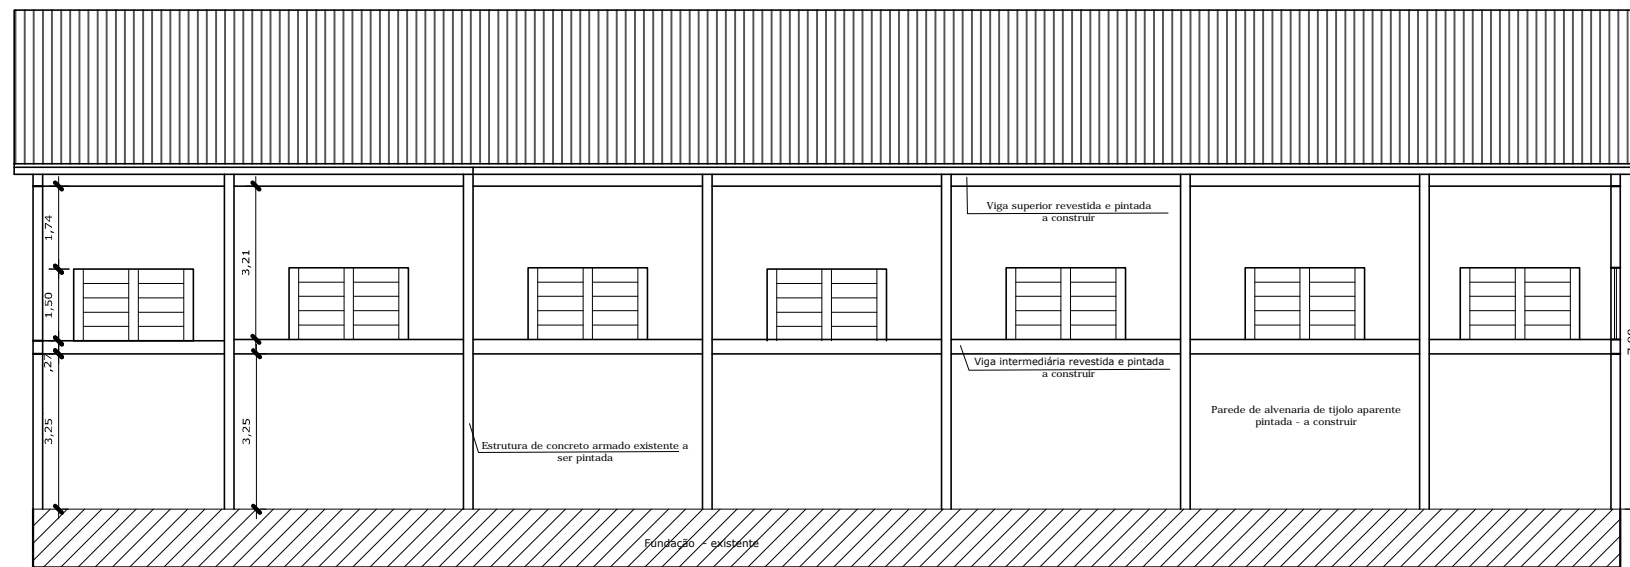 Viga superior revestida e pintada
a construir
1,74
3,21
1,50
,27
Viga intermediária revestida e pintada
a construir
Parede de alvenaria de tijolo aparente
pintada - a construir
3,25
3,25
Estrutura de concreto armado existente a
ser pintada
Fundação - existente